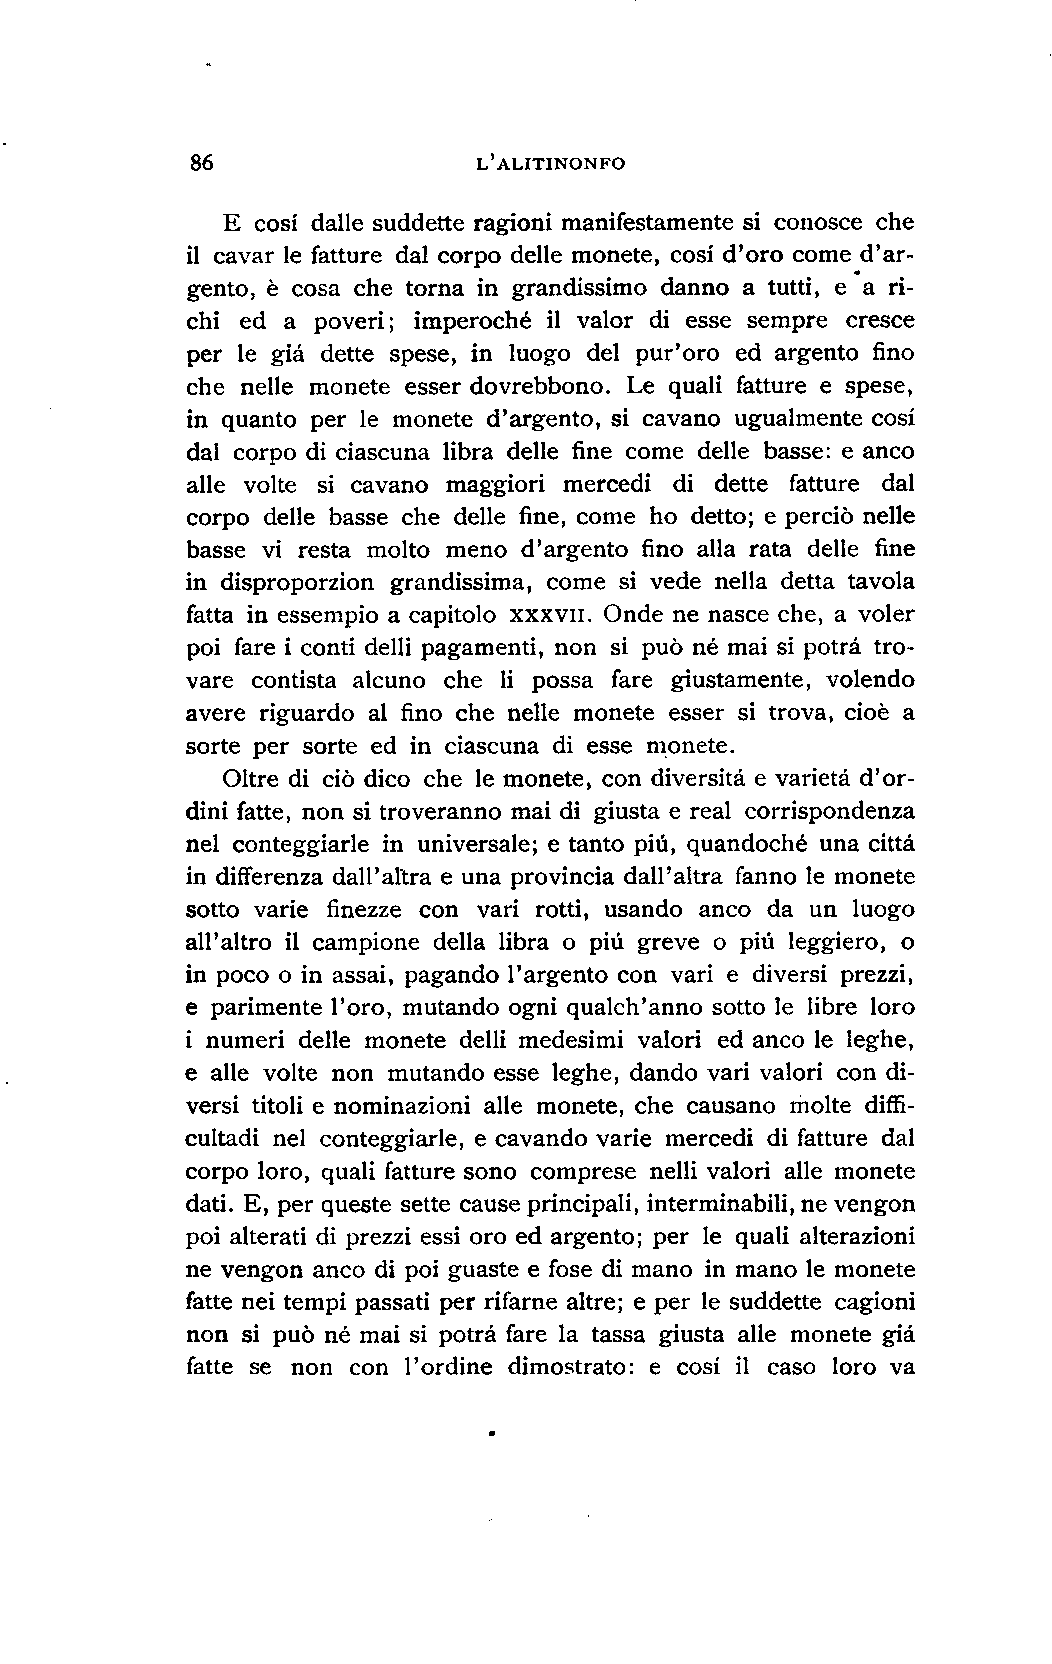 86 L'ALITINONFO
E cosí dalle suddette ragioni manifestamente si conosce che
il cavar le fatture dal corpo delle monete, cosí d'oro come d'ar-
gento, è cosa che torna in grandissimo danno a tutti, e a ri-
chi ed a poveri; imperoché il valor di esse sempre cresce
per le giá dette spese, in luogo del pur'oro ed argento fino
che nelle monete esser dovrebbono. Le quali fatture e spese,
in quanto per le monete d'argento, si cavano ugualmente cosí
dal corpo di ciascuna libra delle fine come delle basse: e anco
alle volte si cavano maggiori mercedi di dette fatture dal
corpo delle basse che delle fine, come ho detto; e perciò nelle
basse vi resta molto meno d'argento fino alla rata delle fine
in disproporzion grandissima, come si vede nella detta tavola
fatta in essempio a capitolo XXXVII. Onde ne nasce che, a voler
poi fare i conti delli pagamenti, non si può né mai si potrá tro-
vare contista alcuno che li possa fare giustamente, volendo
avere riguardo al fino che nelle monete esser si trova, cioè a
sorte per sorte ed in ciascuna di esse monete.
Oltre di ciò dico che le monete, con diversitá e varietá d'or-
dini fatte, non si troveranno mai di giusta e real corrispondenza
nel conteggiarle in universale; e tanto piú, quandoché una cittá
in differenza dall'altra e una provincia dall'altra fanno le monete
sotto varie finezze con vari rotti, usando anco da un luogo
all'altro il campione della libra o piú greve o piú leggiero, o
in poco o in assai, pagando l'argento con vari e diversi prezzi,
e parimente l'oro, mutando ogni qualch'anno sotto le libre loro
i numeri delle monete delli medesimi valori ed anco le leghe,
e alle volte non mutando esse leghe, dando vari valori con di-
versi titoli e nominazioni alle monete, che causano molte diffi-
cultadi nel conteggiarle, e cavando varie mercedi di fatture dal
corpo loro, quali fatture sono comprese nelli valori alle monete
dati. E, per queste sette cause principali, interminabili, ne vengon
poi alterati di prezzi essi oro ed argento; per le quali alterazioni
ne vengon anco di poi guaste e fose di mano in mano le monete
fatte nei tempi passati per rifarne altre; e per le suddette cagioni
non si può né mai si potrá fare la tassa giusta alle monete giá
fatte se non con l'ordine dimostrato: e cosí il caso loro va